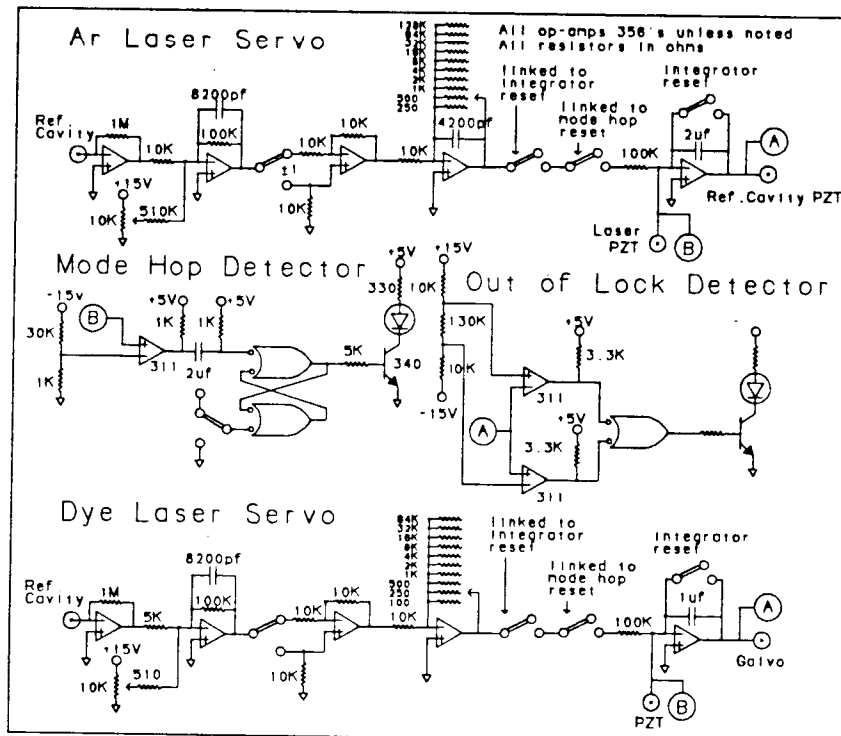 Ar Laser Servo
All op-amps 356's unless noted
All resistors in ohms
128K
64K
32K
16K
8K
4K
2K
1K
500
250
linked to
Integrator
reset
linked to
mode hop
reset
Integrator
reset
8200pf
Ref.
Cavity
1M
100K
10K
10K
10K
10K
4200pf
100K
2uf
A
±1
+15V
10K
510K
10K
Ref. Cavity PZT
Laser
PZT
B
Mode Hop Detector
-15v
30K
1K
B
+5V
1K
+5V
1K
311
2uf
5K
+5V
330
340
Out of Lock Detector
+15V
10K
130K
10K
-15V
A
+5V
3.3K
311
+5V
3.3K
311
Dye Laser Servo
64K
32K
16K
8K
4K
2K
1K
500
250
100
linked to
Integrator
reset
linked to
mode hop
reset
Integrator
reset
8200pf
Ref.
Cavity
1M
100K
5K
10K
10K
10K
100K
1uf
A
+15V
10K
510
10K
Galvo
PZT
B